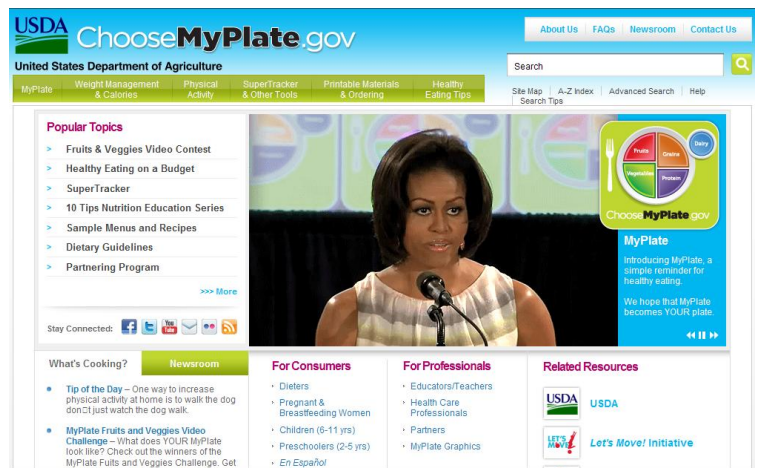 USDA
ChooseMyPlate.gov
United States Department of Agriculture
About Us
FAQs
Newsroom
Contact Us
Search
Site Map
A-Z Index
Advanced Search
Help
Search Tips
MyPlate
Weight Management
& Calories
Physical
Activity
SuperTracker
& Other Tools
Printable Materials
& Ordering
Healthy
Eating Tips
Popular Topics
> Fruits & Veggies Video Contest
> Healthy Eating on a Budget
> SuperTracker
> 10 Tips Nutrition Education Series
> Sample Menus and Recipes
> Dietary Guidelines
> Partnering Program
>>> More
Stay Connected:
You
Tube
Fruits
Grains
Dairy
Vegetables
Protein
ChooseMyPlate.gov
MyPlate
Introducing MyPlate, a
simple reminder for
healthy eating.
We hope that MyPlate
becomes YOUR plate.
What's Cooking?
Newsroom
Tip of the Day – One way to increase
physical activity at home is to walk the dog
don□t just watch the dog walk.
MyPlate Fruits and Veggies Video
Challenge – What does YOUR MyPlate
look like? Check out the winners of the
MyPlate Fuits and Veggies Challenge. Get
For Consumers
Dieters
Pregnant &
Breastfeeding Women
Children (6-11 yrs)
Preschoolers (2-5 yrs)
En Español
For Professionals
Educators/Teachers
Health Care
Professionals
Partners
MyPlate Graphics
Related Resources
USDA
USDA
LET'S
MOVE!
Let's Move! Initiative